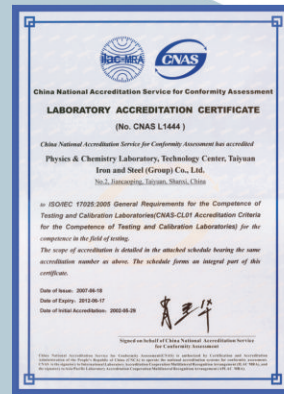 ilac-MRA
CNAS
China National Accreditation Service for Conformity Assessment
LABORATORY ACCREDITATION CERTIFICATE
(No. CNAS L1444 )
China National Accreditation Service for Conformity Assessment has accredited
Physics & Chemistry Laboratory, Technology Center, Taiyuan
Iron and Steel (Group) Co., Ltd.
No.2, Jiancaoping, Taiyuan, Shanxi, China
to ISO/IEC 17025:2005 General Requirements for the Competence of
Testing and Calibration Laboratories(CNAS-CL01 Accreditation Criteria
for the Competence of Testing and Calibration Laboratories) for the
competence in the field of testing.
The scope of accreditation is detailed in the attached schedule bearing the same
accreditation number as above. The schedule forms an integral part of this
certificate.
Date of Issue: 2007-06-18
Date of Expiry: 2012-06-17
Date of Initial Accreditation: 2002-08-29
Signed on behalf of China National Accreditation Service
for Conformity Assessment